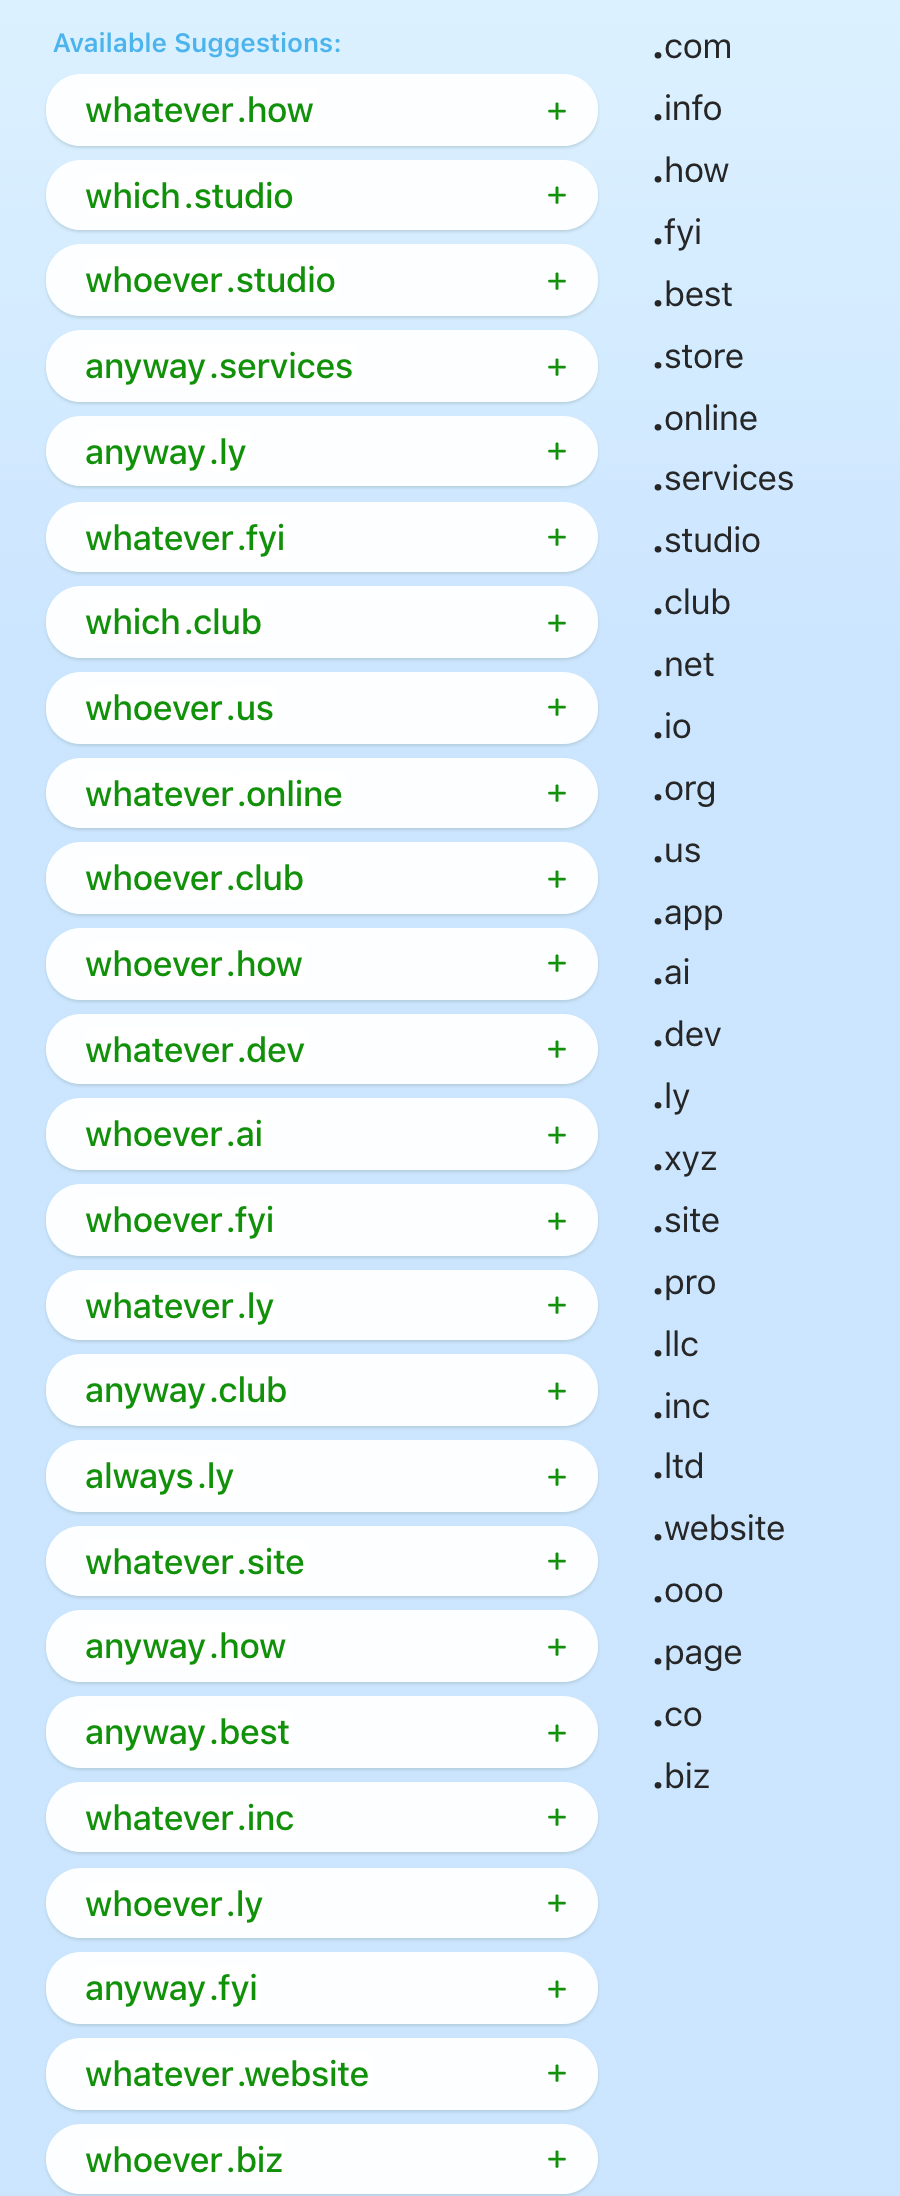 Available Suggestions:
whatever.how +
which.studio +
whoever.studio +
anyway.services +
anyway.ly +
whatever.fyi +
which.club +
whoever.us +
whatever.online +
whoever.club +
whoever.how +
whatever.dev +
whoever.ai +
whoever.fyi +
whatever.ly +
anyway.club +
always.ly +
whatever.site +
anyway.how +
anyway.best +
whatever.inc +
whoever.ly +
anyway.fyi +
whatever.website +
whoever.biz +
.com
.info
.how
.fyi
.best
.store
.online
.services
.studio
.club
.net
.io
.org
.us
.app
.ai
.dev
.ly
.xyz
.site
.pro
.llc
.inc
.ltd
.website
.ooo
.page
.co
.biz